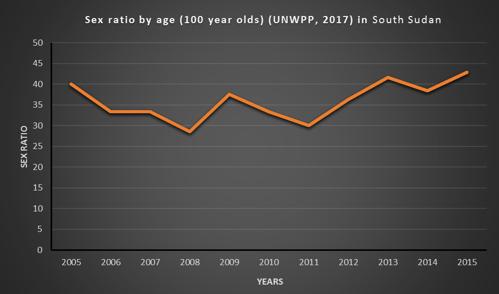 Sex ratio by age (100 year olds) (UNWPP, 2017) in South Sudan
50
45
40
35
30
25
20
15
10
5
0
SEX RATIO
2005 2006 2007 2008 2009 2010 2011 2012 2013 2014 2015
YEARS